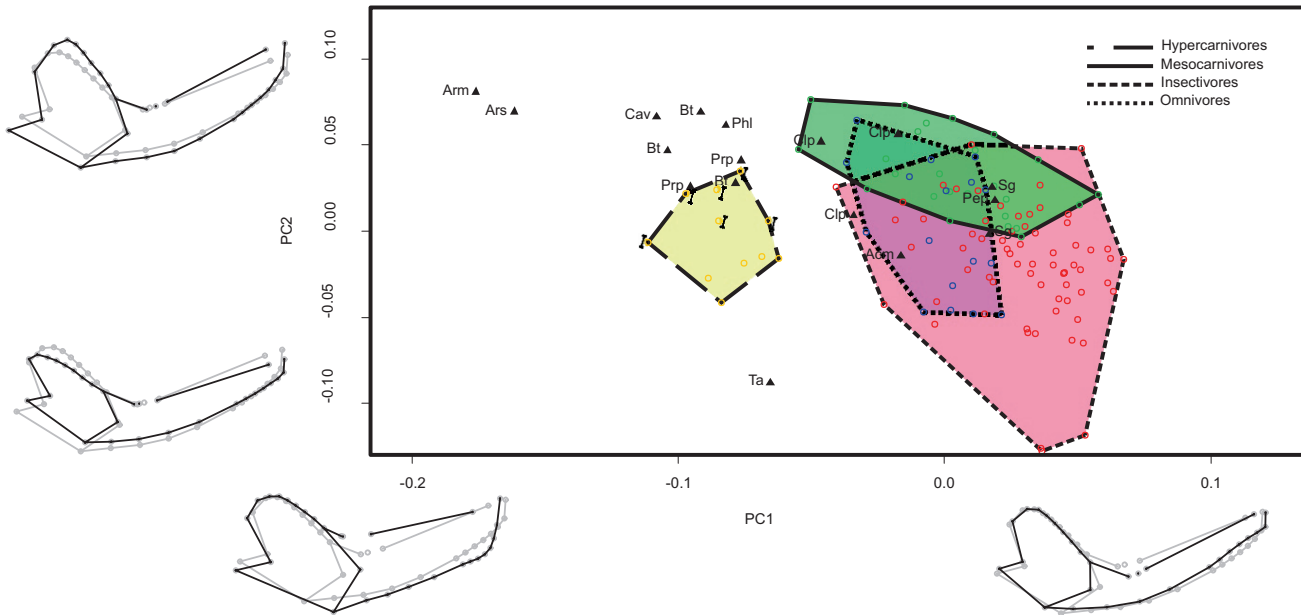 0.10
0.05
0.00
-0.05
-0.10
PC2
Hypercarnivores
Mesocarnivores
Insectivores
Omnivores
Arm
Ars
Cav
Bt
Phl
Clp
Clp
Bt
Prp
Prp
Bt
Sg
Pep
Clp
Sg
Acm
Ta
-0.2
-0.1
0.0
0.1
PC1